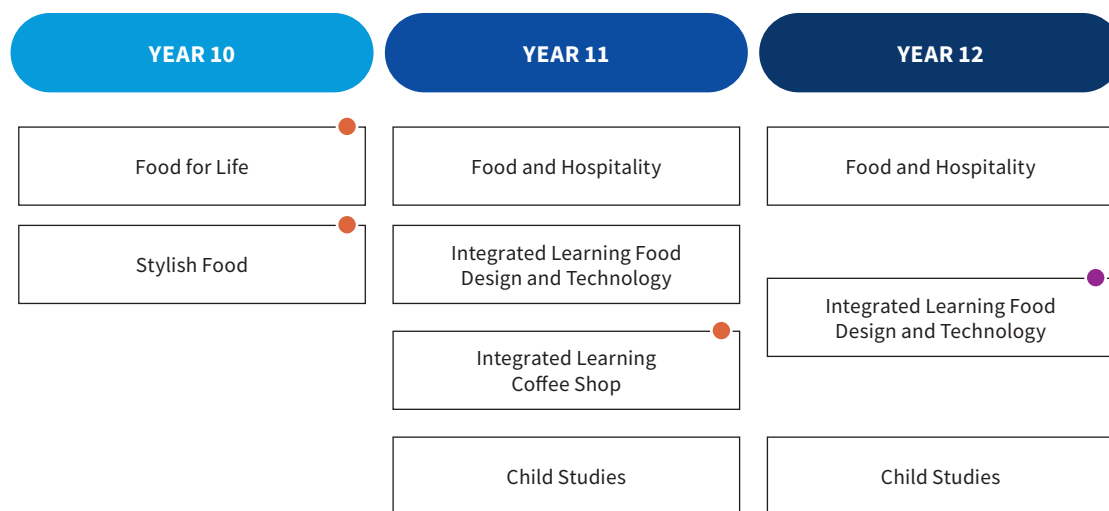 YEAR 10
YEAR 11
YEAR 12
Food for Life
Food and Hospitality
Food and Hospitality
Stylish Food
Integrated Learning Food
Design and Technology
Integrated Learning Food
Design and Technology
Integrated Learning
Coffee Shop
Child Studies
Child Studies